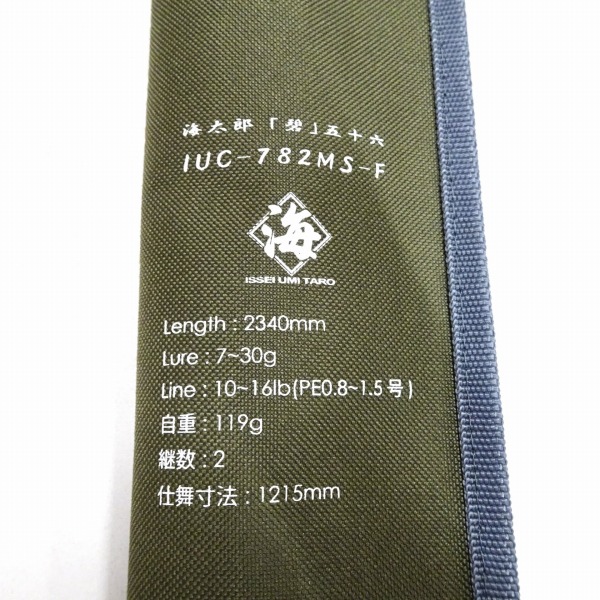 海太郎「碧」五十六
IUC-782MS-F
海
ISSEI UMI TARO
Length : 2340mm
Lure : 7~30g
Line : 10~16lb(PE0.8~1.5号)
自重 : 119g
継数 : 2
仕舞寸法 : 1215mm